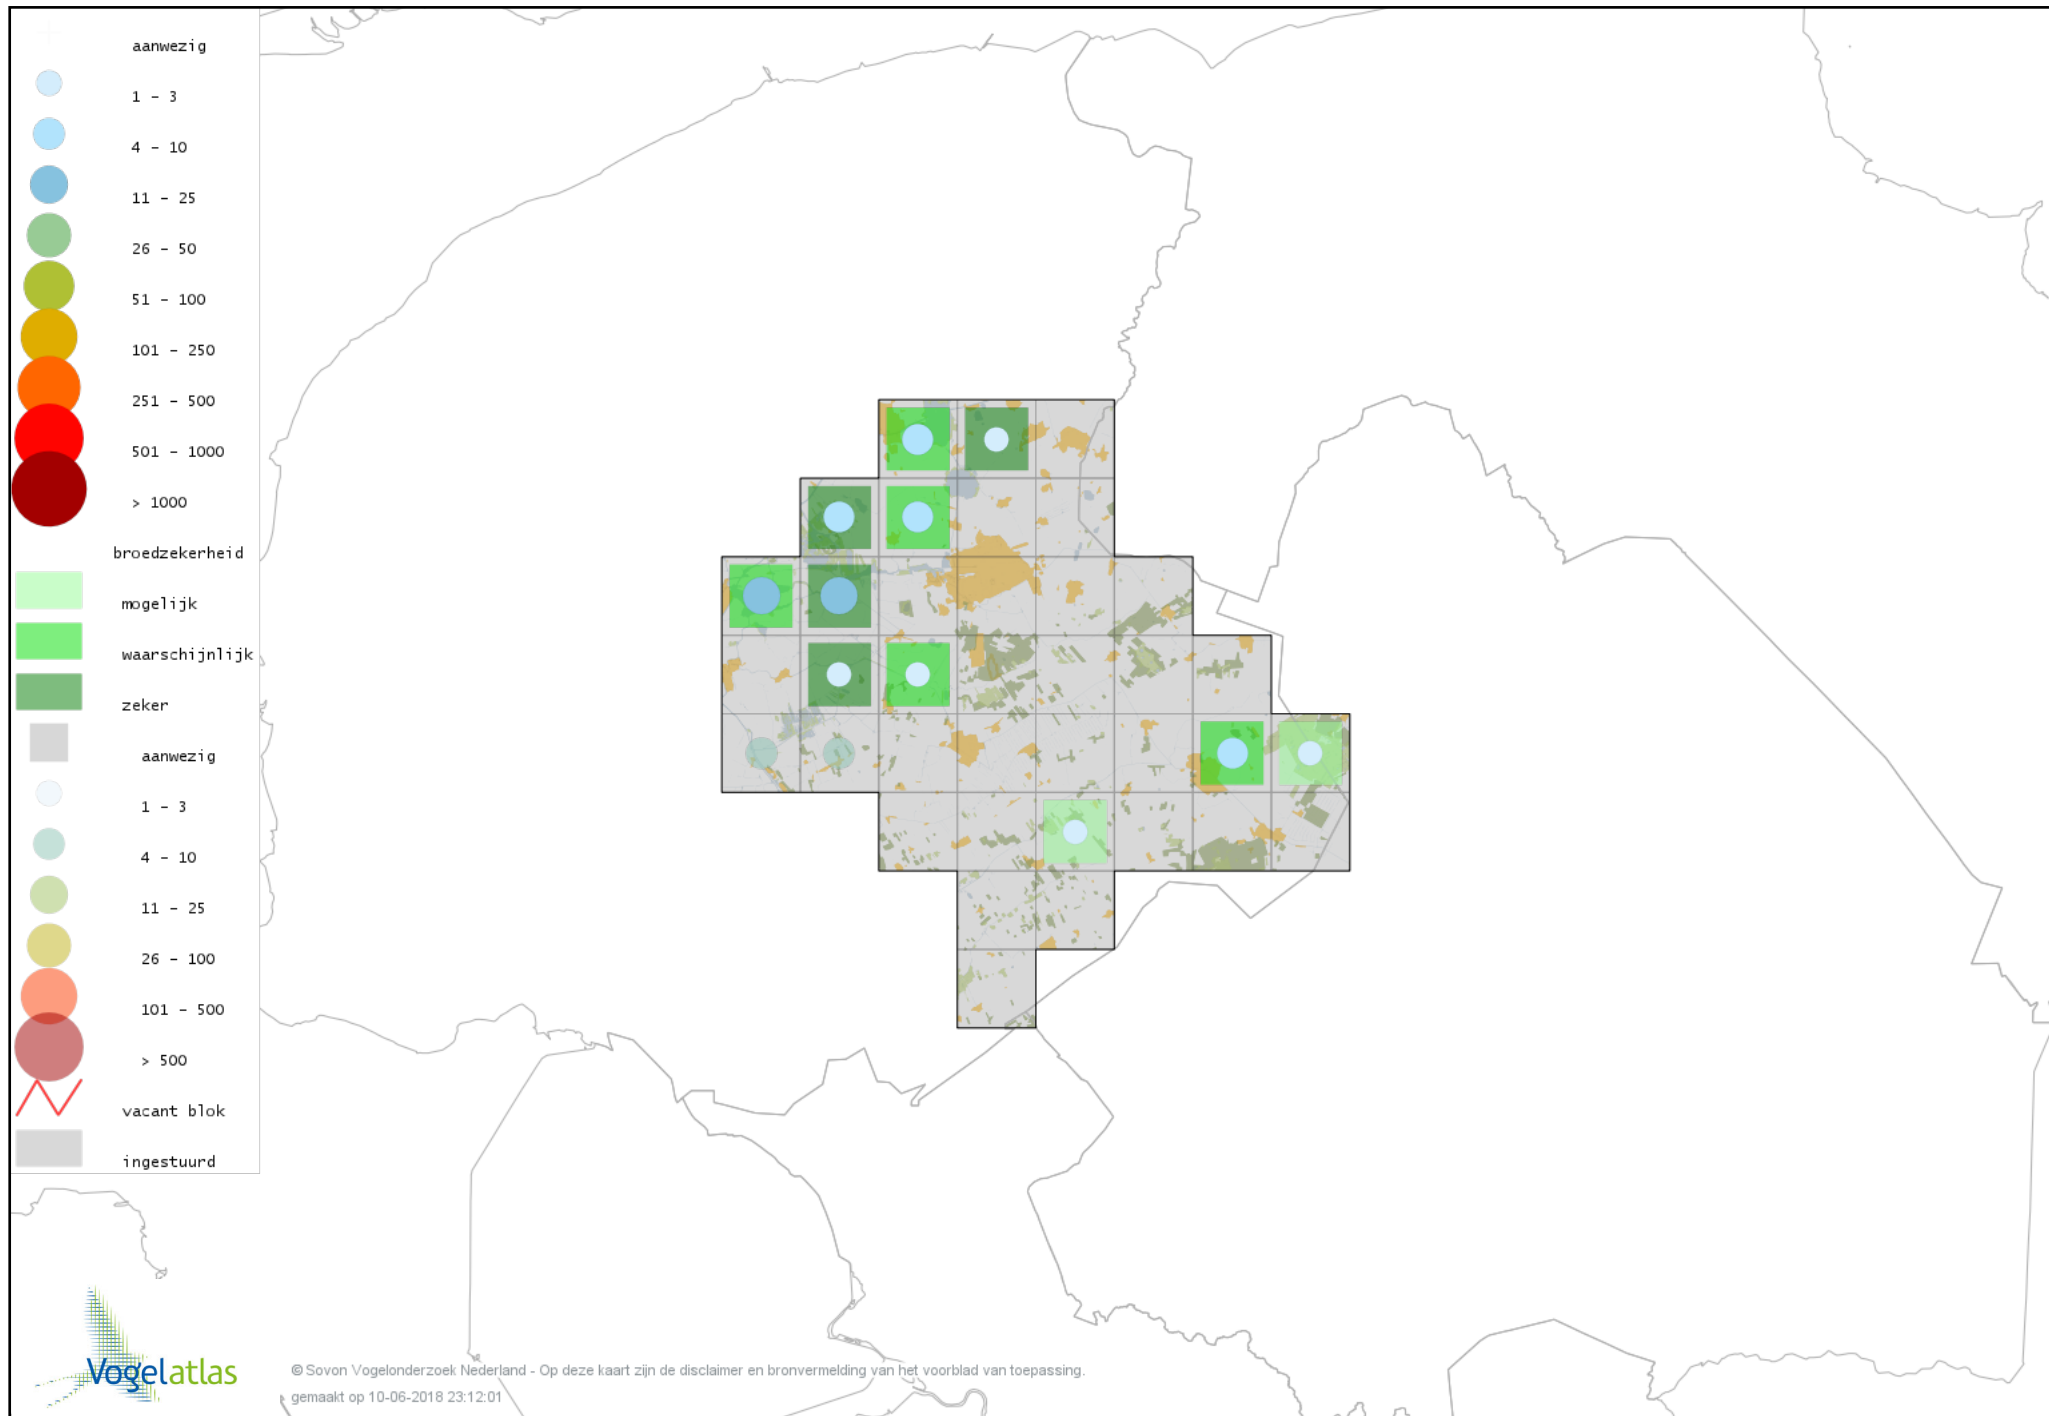 aanwezig
1 - 3
4 - 10
11 - 25
26 - 50
51 - 100
101 - 250
251 - 500
501 - 1000
> 1000
broedzekerheid
mogelijk
waarschijnlijk
zeker
aanwezig
1 - 3
4 - 10
11 - 25
26 - 100
101 - 500
> 500
vacant blok
ingestuurd
Vogelatlas
© Sovon Vogelonderzoek Nederland - Op deze kaart zijn de disclaimer en bronvermelding van het voorblad van toepassing.
gemaakt op 10-06-2018 23:12:01